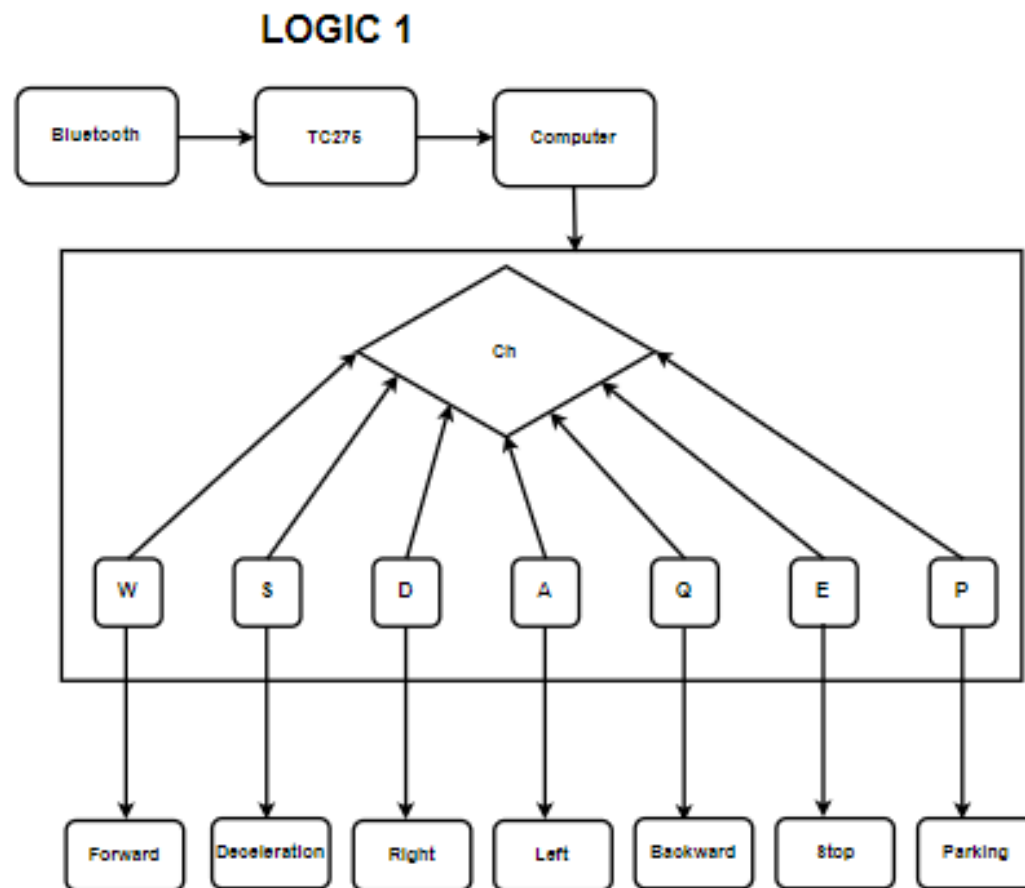 LOGIC 1
Bluetooth
TC275
Computer
Ch
W
S
D
A
Q
E
P
Forward
Deceleration
Right
Left
Backward
Stop
Parking